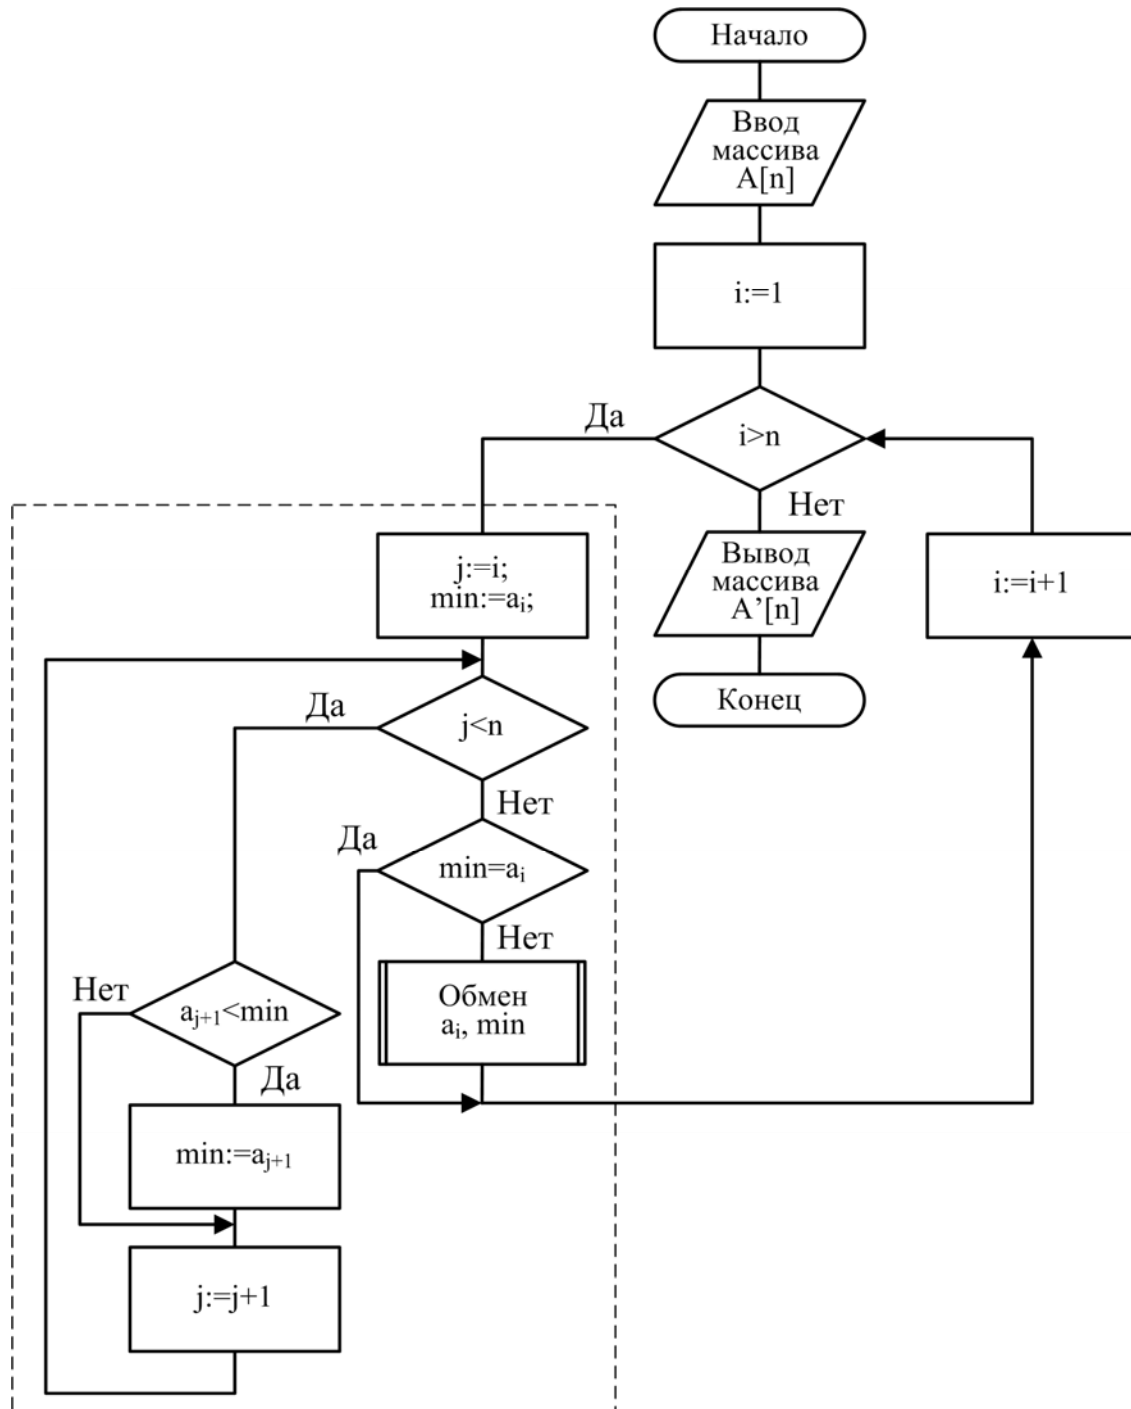 Начало
Ввод
массива
A[n]
i:=1
Да
i>n
Нет
j:=i;
min:=aᵢ;
Вывод
массива
A’[n]
i:=i+1
Конец
Да
j<n
Нет
Да
min=aᵢ
Нет
Нет
aⱼ₊₁<min
Обмен
aᵢ, min
Да
min:=aⱼ₊₁
j:=j+1